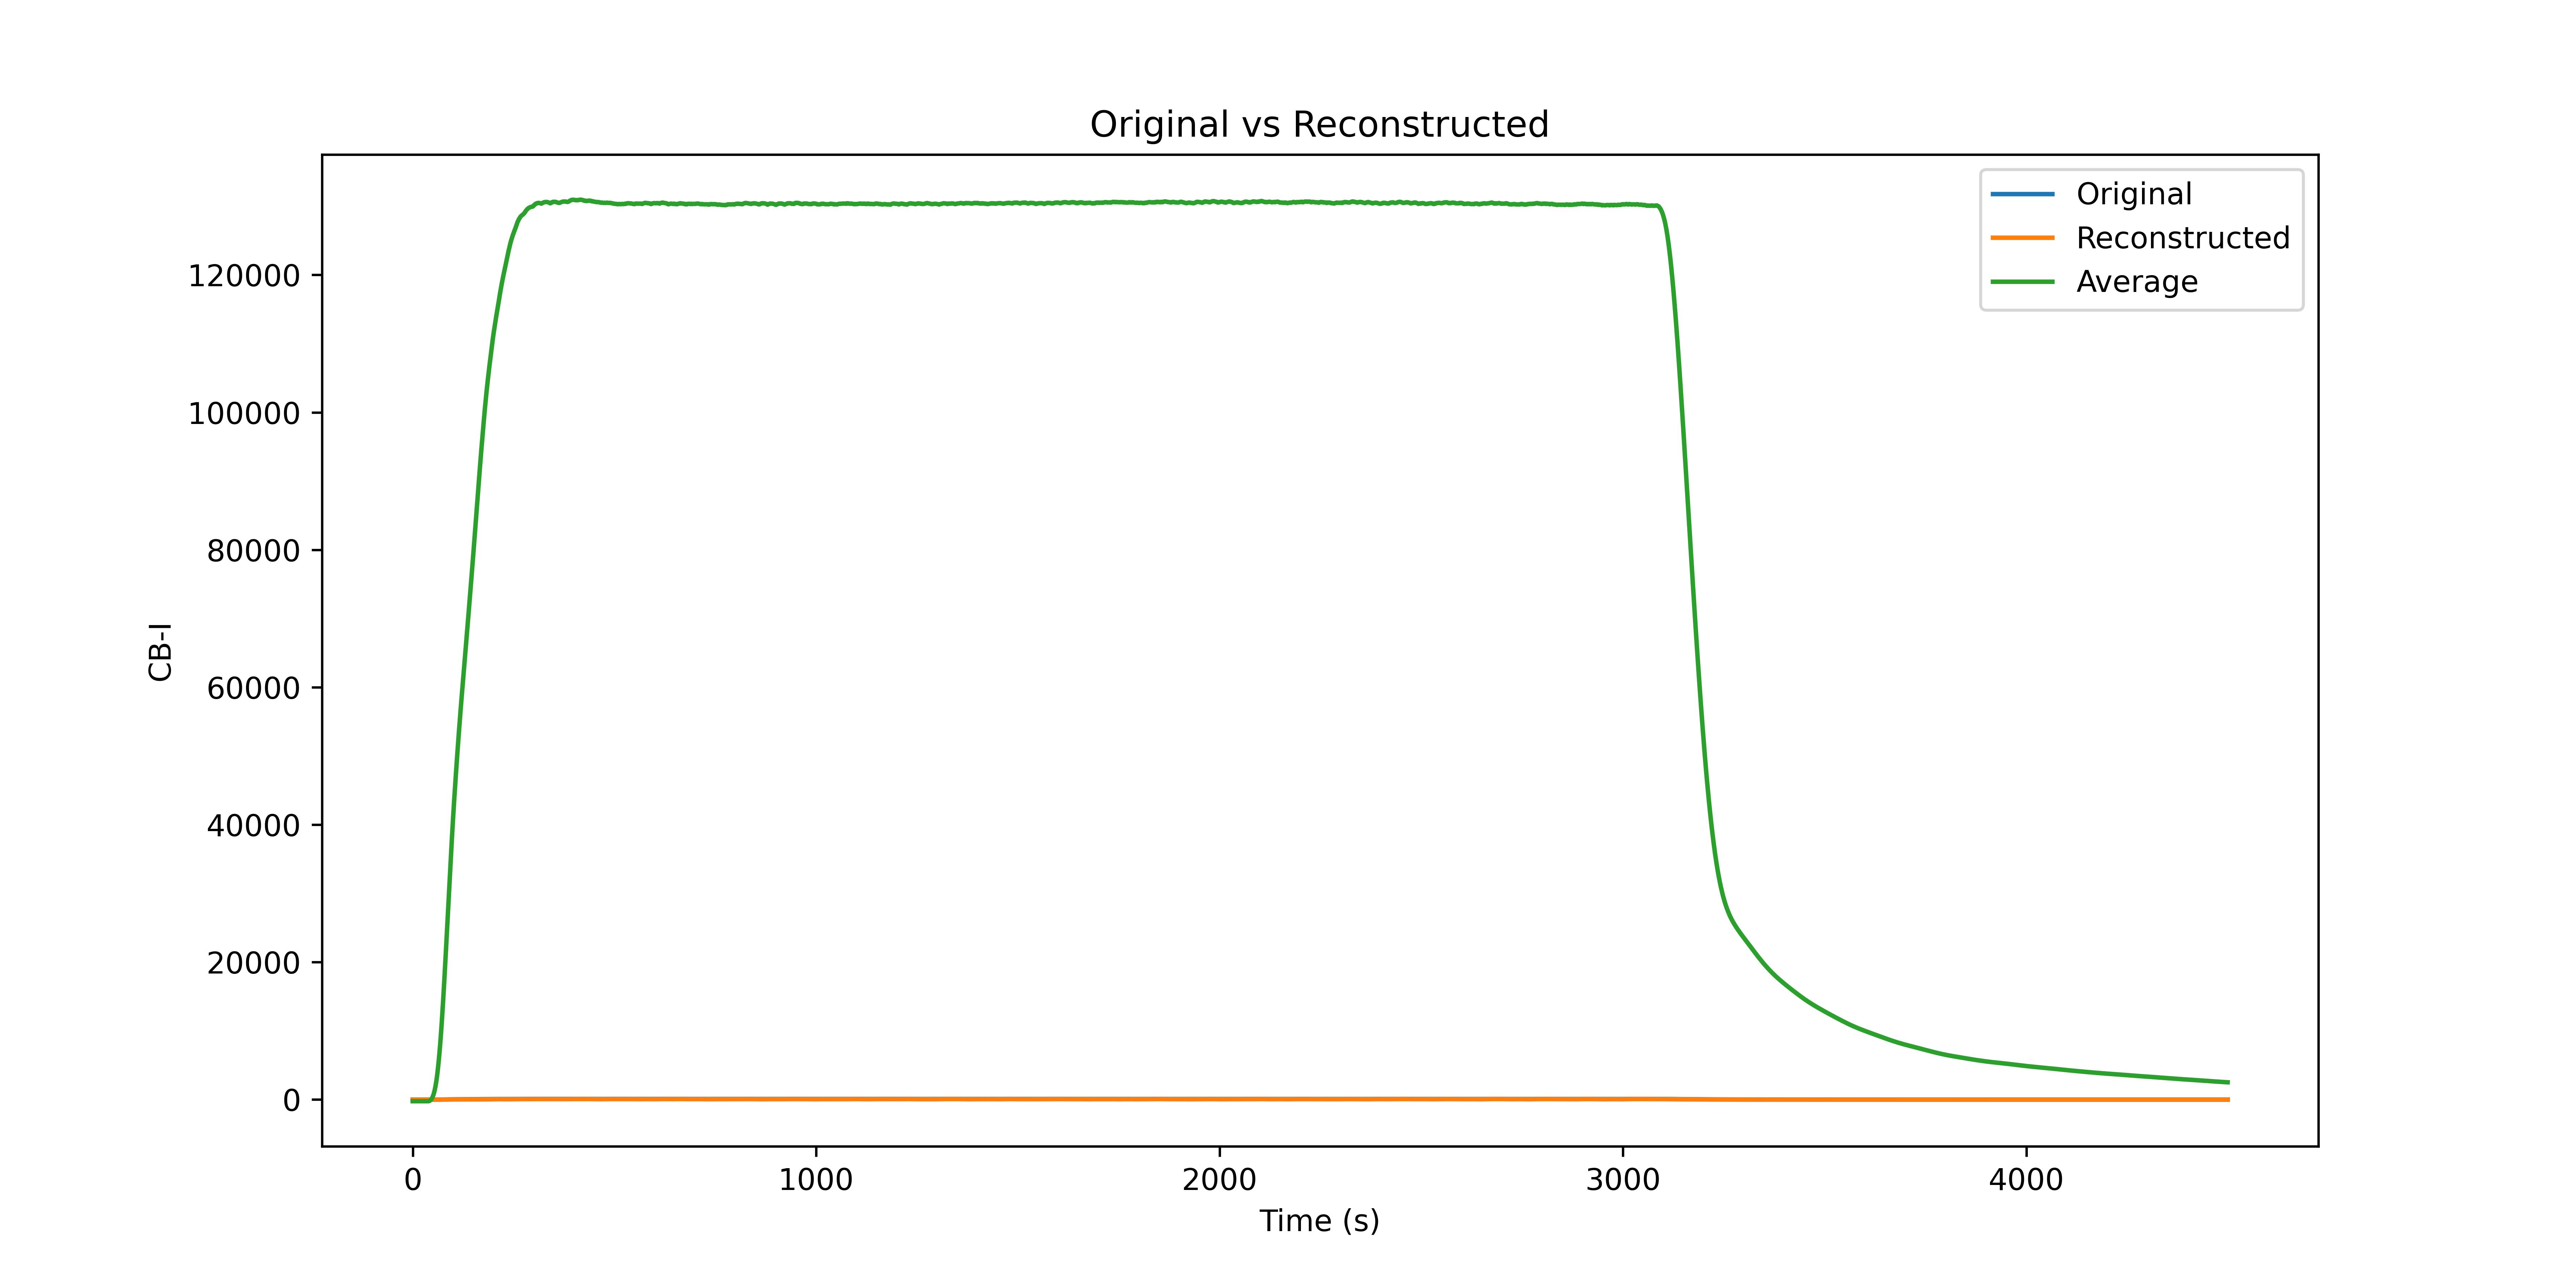 Original vs Reconstructed
Original
Reconstructed
Average
120000
100000
80000
60000
40000
20000
0
CB-I
0 1000 2000 3000 4000
Time (s)